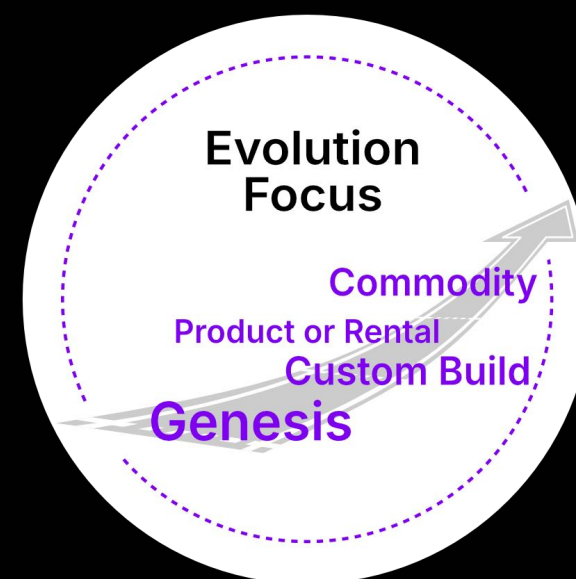 Evolution
Focus
Commodity
Product or Rental
Custom Build
Genesis